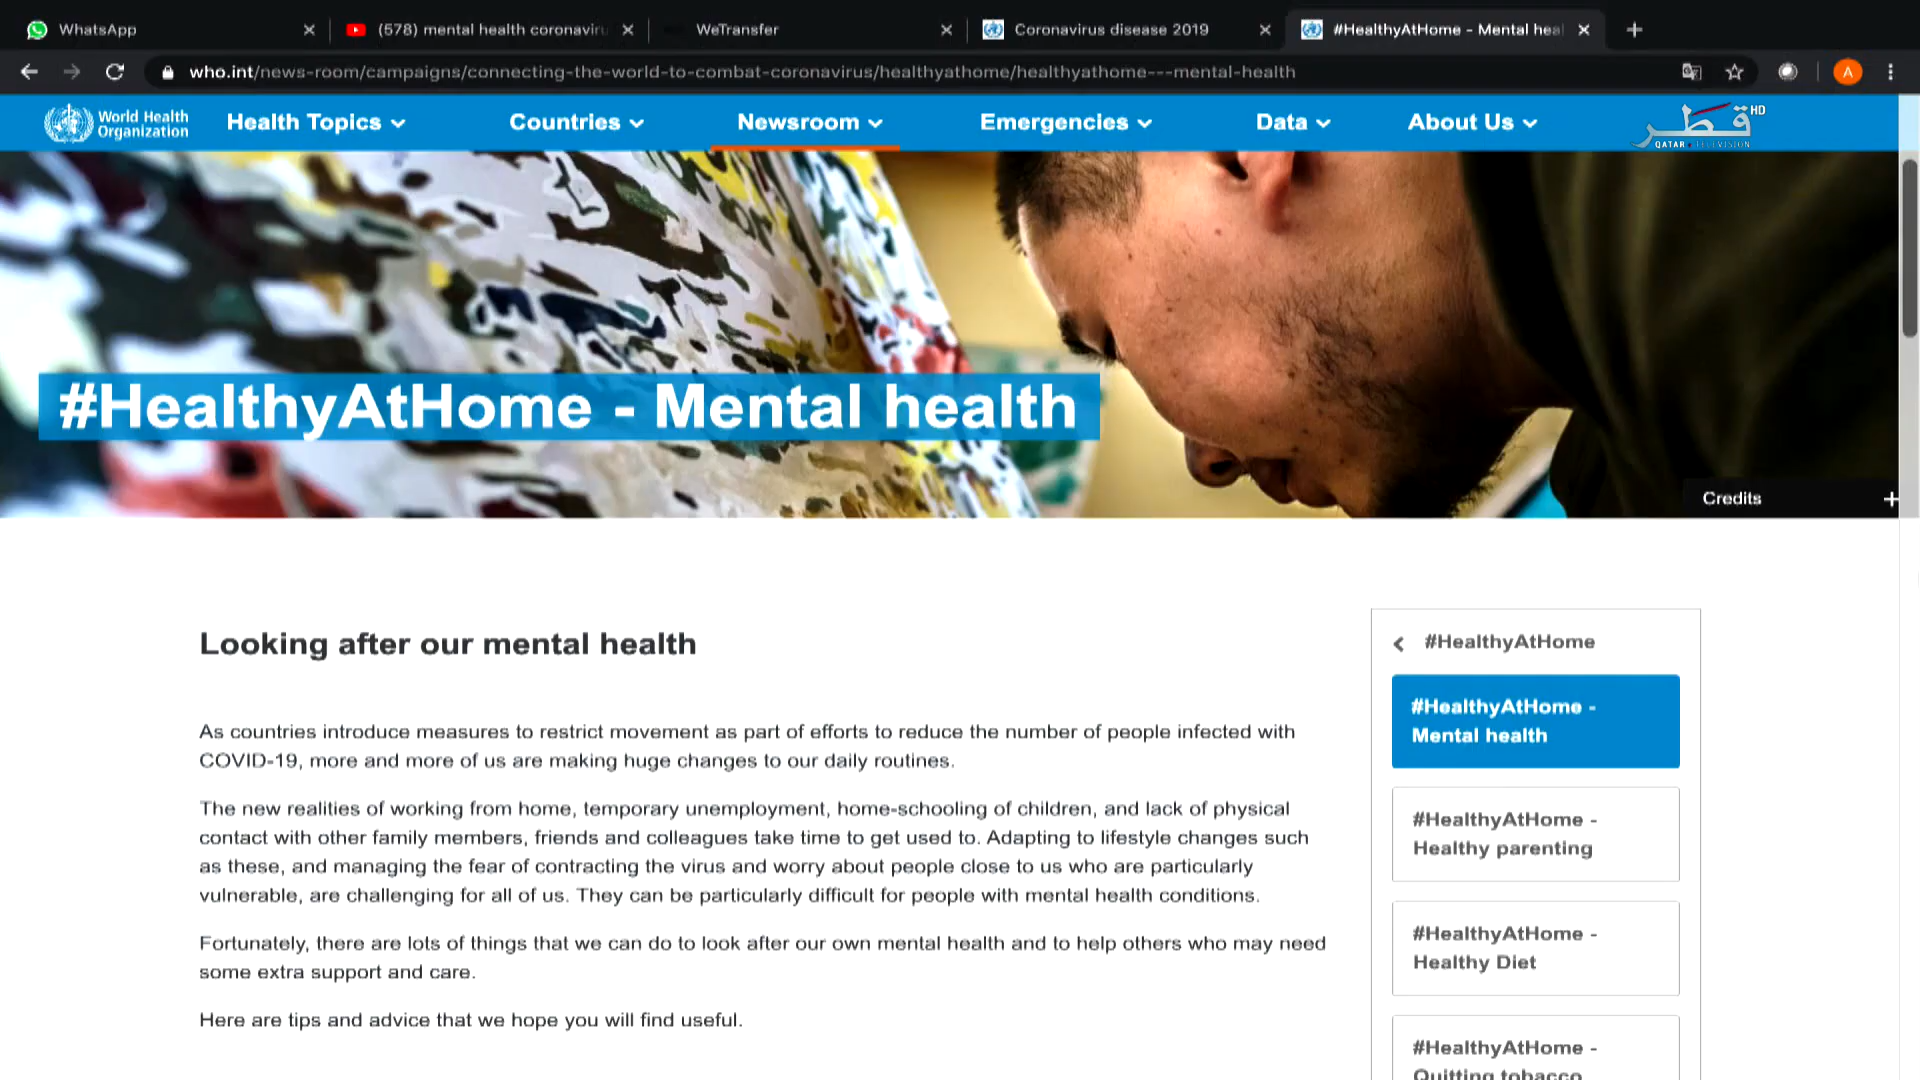 WhatsApp
(578) mental health coronaviru
WeTransfer
Coronavirus disease 2019
#HealthyAtHome - Mental heal
who.int/news-room/campaigns/connecting-the-world-to-combat-coronavirus/healthyathome/healthyathome---mental-health
A
World Health
Organization
Health Topics
Countries
Newsroom
Emergencies
Data
About Us
قطر HD
QATAR TELEVISION
#HealthyAtHome - Mental health
Credits +
Looking after our mental health
As countries introduce measures to restrict movement as part of efforts to reduce the number of people infected with
COVID-19, more and more of us are making huge changes to our daily routines.
The new realities of working from home, temporary unemployment, home-schooling of children, and lack of physical
contact with other family members, friends and colleagues take time to get used to. Adapting to lifestyle changes such
as these, and managing the fear of contracting the virus and worry about people close to us who are particularly
vulnerable, are challenging for all of us. They can be particularly difficult for people with mental health conditions.
Fortunately, there are lots of things that we can do to look after our own mental health and to help others who may need
some extra support and care.
Here are tips and advice that we hope you will find useful.
#HealthyAtHome
#HealthyAtHome -
Mental health
#HealthyAtHome -
Healthy parenting
#HealthyAtHome -
Healthy Diet
#HealthyAtHome -
Quitting tobacco